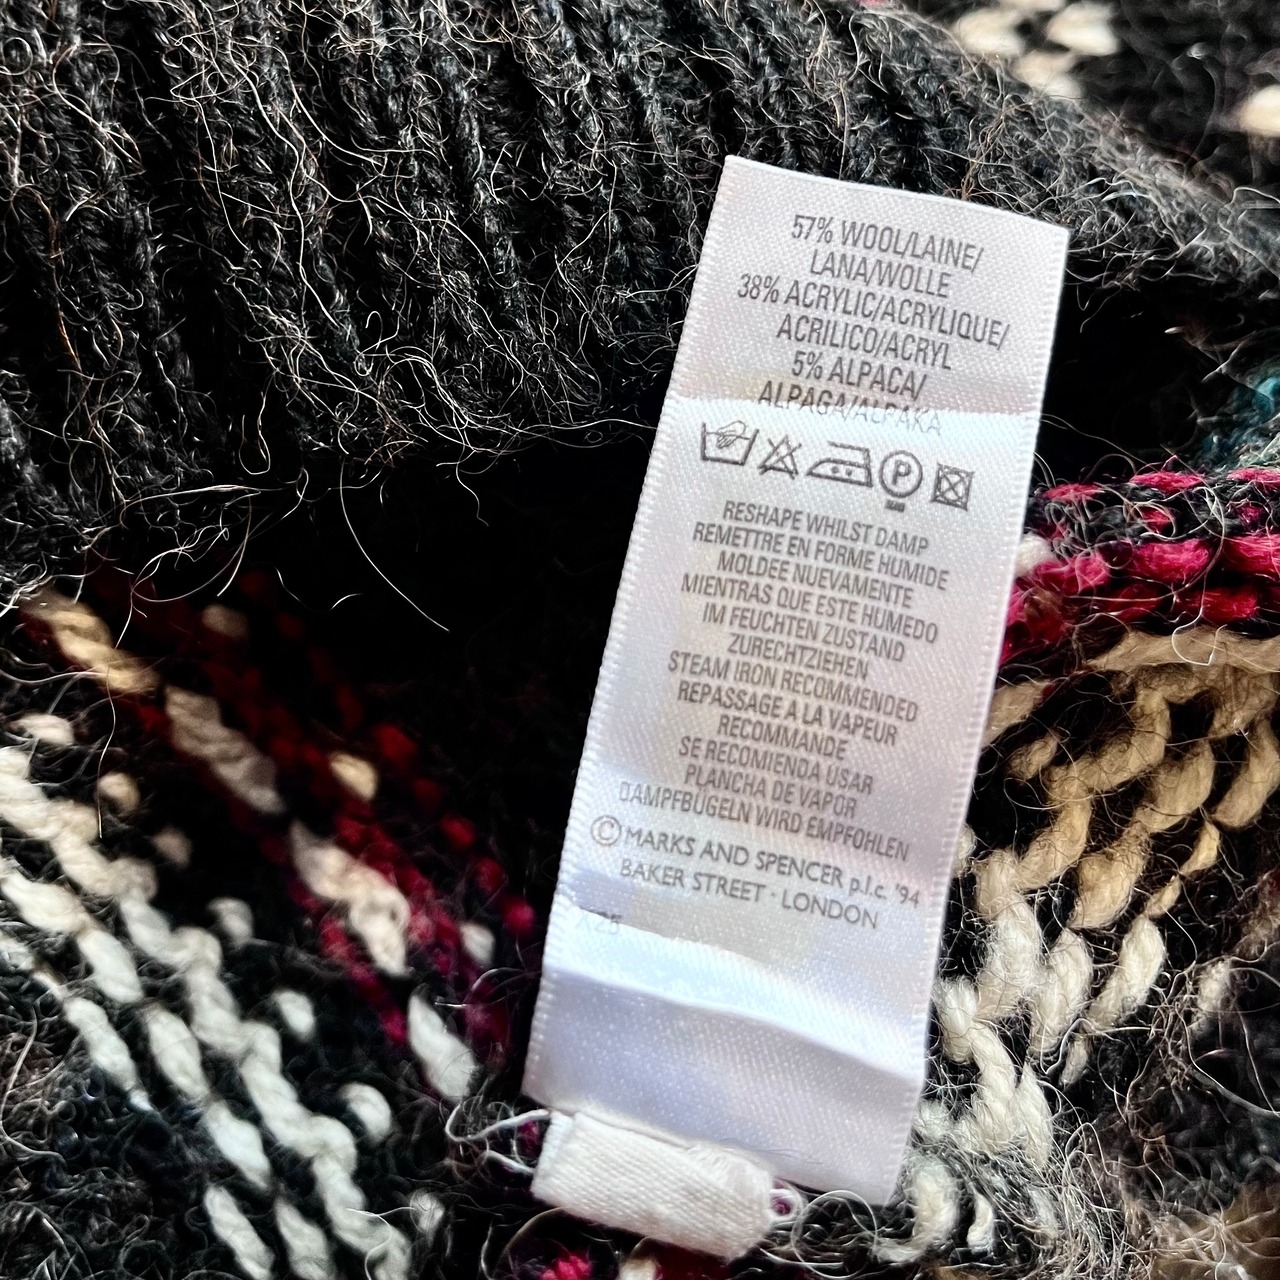 57% WOOL/LAINE/
LANA/WOLLE
38% ACRYLIC/ACRYLIQUE/
ACRILICO/ACRYL
5% ALPACA/
ALPAGA/ALPAKA
P
RESHAPE WHILST DAMP
REMETTRE EN FORME HUMIDE
MOLDEE NUEVAMENTE
MIENTRAS QUE ESTE HUMEDO
IM FEUCHTEN ZUSTAND
ZURECHTZIEHEN
STEAM IRON RECOMMENDED
REPASSAGE A LA VAPEUR
RECOMMANDE
SE RECOMIENDA USAR
PLANCHA DE VAPOR
DAMPFBÜGELN WIRD EMPFOHLEN
© MARKS AND SPENCER p.l.c. '94
BAKER STREET · LONDON